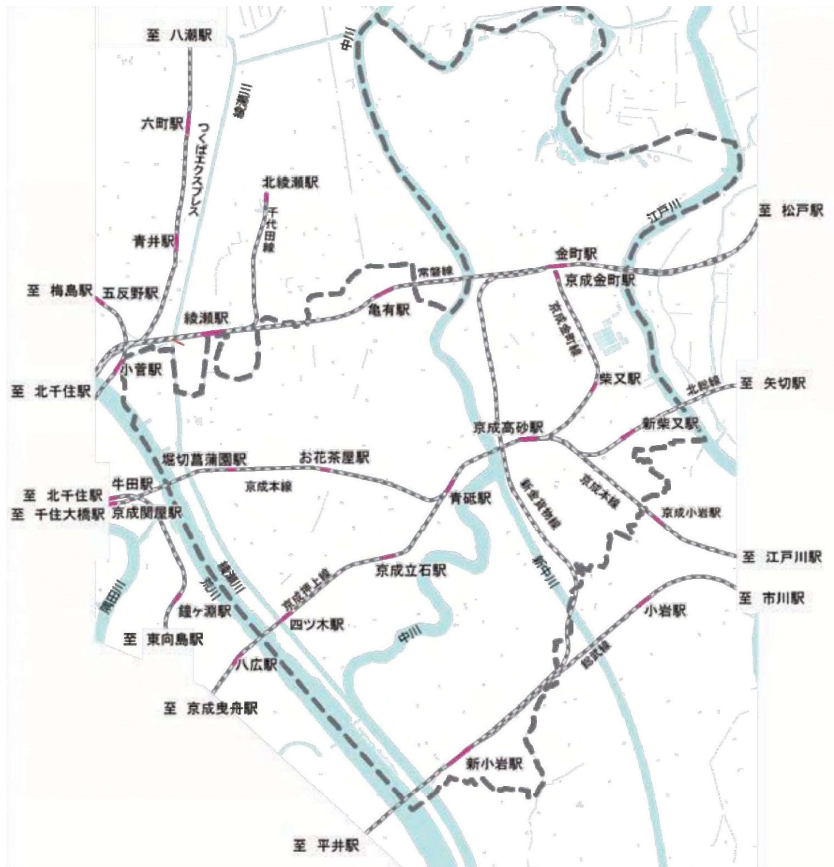 至 八潮駅
中川
綾瀬川
六町駅
つくばエクスプレス
北綾瀬駅
千代田線
江戸川
至 松戸駅
青井駅
金町駅
常磐線
京成金町駅
至 梅島駅
五反野駅
綾瀬駅
亀有駅
京成金町線
小菅駅
至 北千住駅
柴又駅
北総線
至 矢切駅
新柴又駅
京成高砂駅
堀切菖蒲園駅
お花茶屋駅
牛田駅
京成本線
至 北千住駅
青砥駅
新金貨物線
京成本線
至 千住大橋駅
京成関屋駅
京成小岩駅
新中川
至 江戸川駅
京成立石駅
隅田川
綾瀬川
荒川
京成押上線
鐘ヶ淵駅
至 市川駅
小岩駅
四ツ木駅
中川
至 東向島駅
総武線
八広駅
至 京成曳舟駅
新小岩駅
至 平井駅